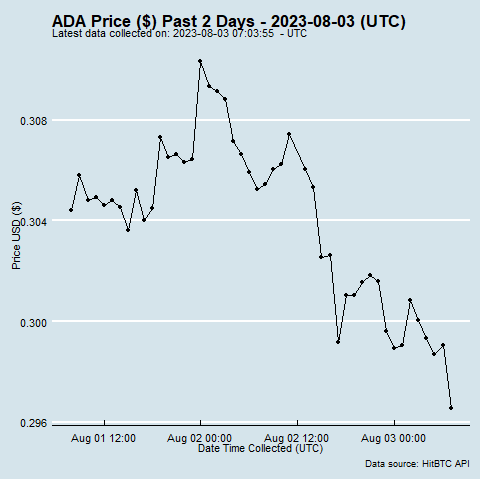 ADA Price ($) Past 2 Days - 2023-08-03 (UTC)
Latest data collected on: 2023-08-03 07:03:55 - UTC
0.308
0.304
0.300
0.296
Price USD ($)
Aug 01 12:00 Aug 02 00:00 Aug 02 12:00 Aug 03 00:00
Date Time Collected (UTC)
Data source: HitBTC API